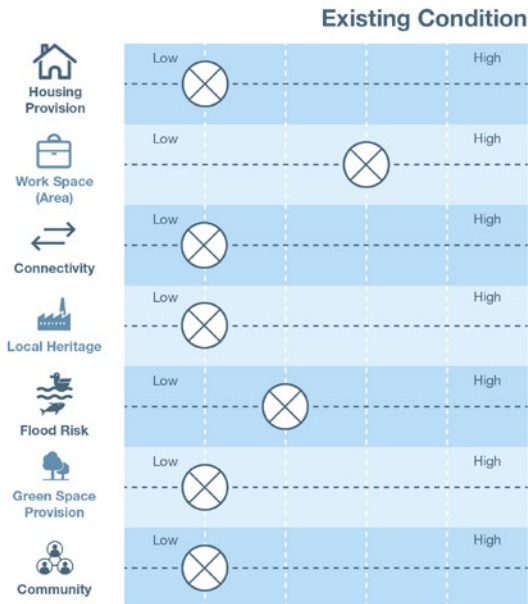 Existing Condition
Low High
Housing
Provision
Low High
Work Space
(Area)
Low High
Connectivity
Low High
Local Heritage
Low High
Flood Risk
Low High
Green Space
Provision
Low High
Community